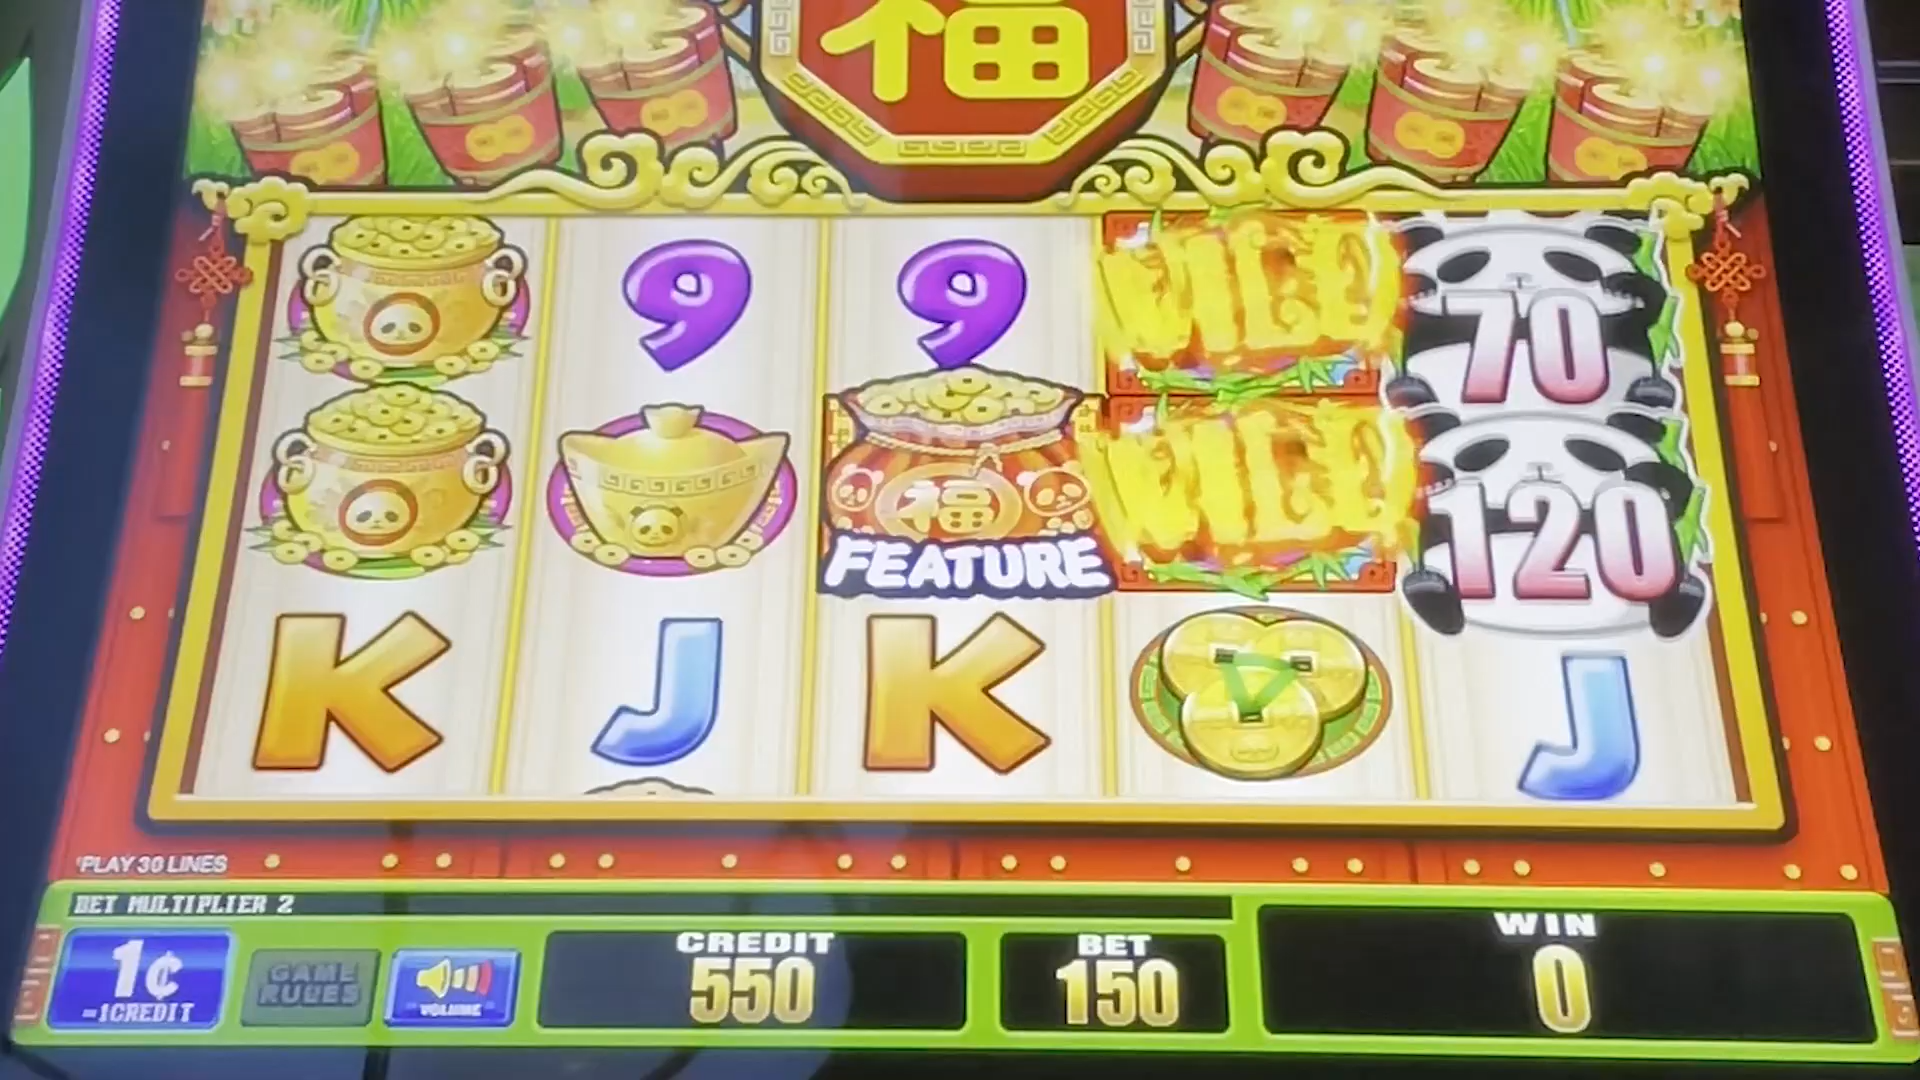 福
9
9
WILD
70
福
FEATURE
WILD
120
K
J
K
J
PLAY 30 LINES
BET MULTIPLIER 2
1¢
=1CREDIT
GAME
RULES
VOLUME
CREDIT
550
BET
150
WIN
0